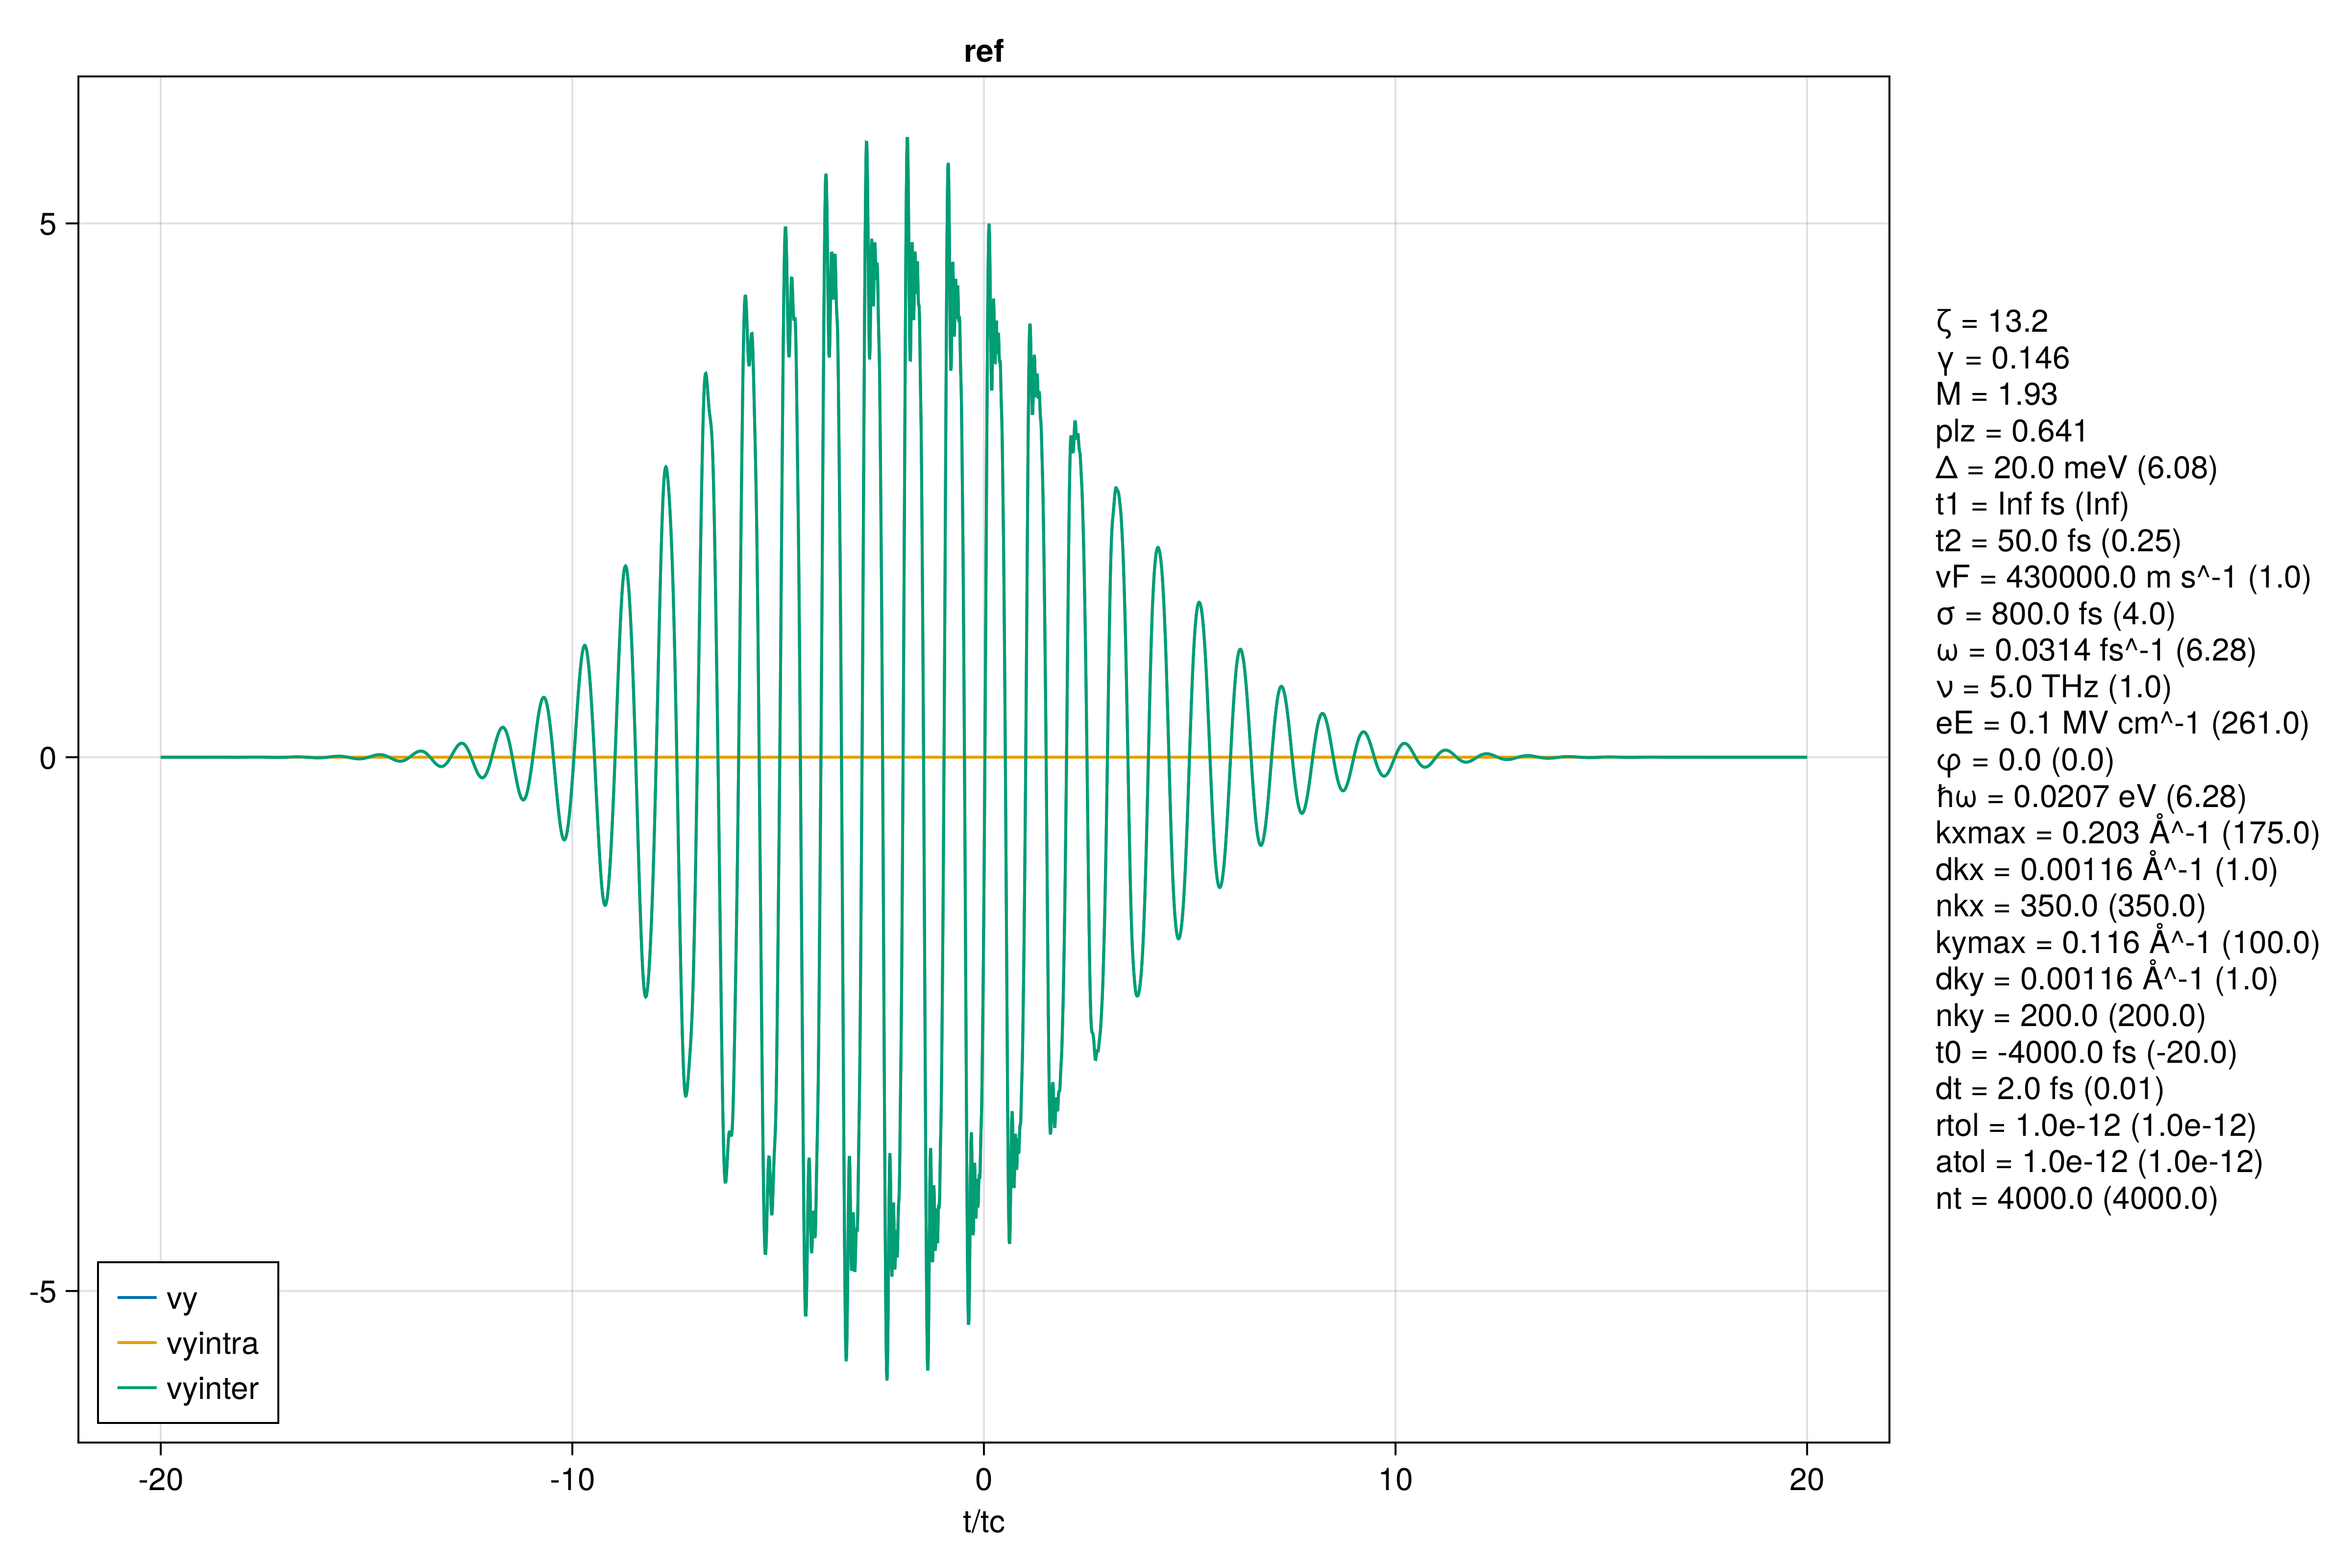 ref
5
0
-5
-20
-10
0
10
20
t/tc
vy
vyintra
vyinter
ζ = 13.2
γ = 0.146
M = 1.93
plz = 0.641
Δ = 20.0 meV (6.08)
t1 = Inf fs (Inf)
t2 = 50.0 fs (0.25)
vF = 430000.0 m s^-1 (1.0)
σ = 800.0 fs (4.0)
ω = 0.0314 fs^-1 (6.28)
ν = 5.0 THz (1.0)
eE = 0.1 MV cm^-1 (261.0)
φ = 0.0 (0.0)
ħω = 0.0207 eV (6.28)
kxmax = 0.203 Å^-1 (175.0)
dkx = 0.00116 Å^-1 (1.0)
nkx = 350.0 (350.0)
kymax = 0.116 Å^-1 (100.0)
dky = 0.00116 Å^-1 (1.0)
nky = 200.0 (200.0)
t0 = -4000.0 fs (-20.0)
dt = 2.0 fs (0.01)
rtol = 1.0e-12 (1.0e-12)
atol = 1.0e-12 (1.0e-12)
nt = 4000.0 (4000.0)